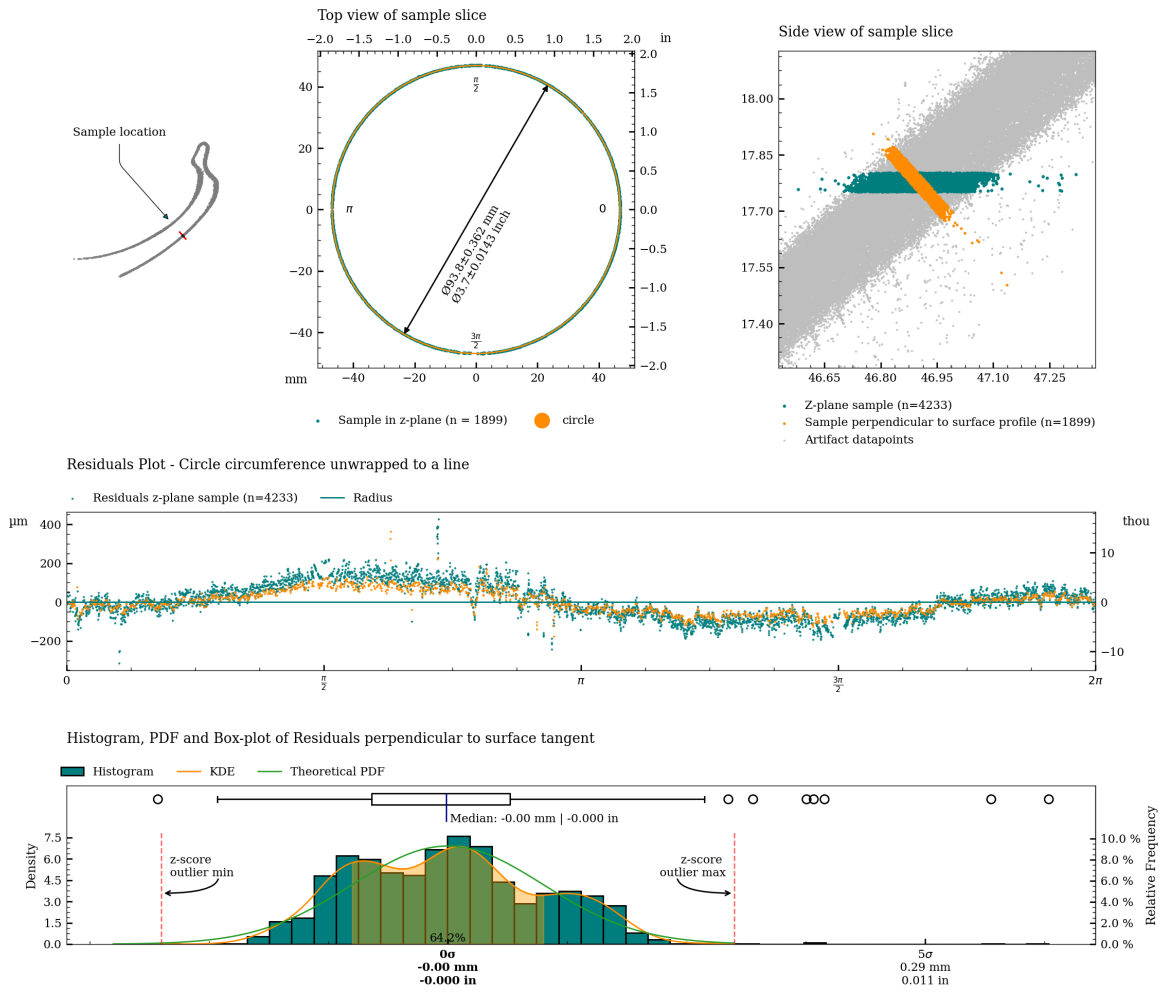 Top view of sample slice
−2.0 −1.5 −1.0 −0.5 0.0 0.5 1.0 1.5 2.0 in
Side view of sample slice
Sample location
40
20
0
−20
−40
mm
−40 −20 0 20 40
2.0
1.5
1.0
0.5
0.0
−0.5
−1.0
−1.5
−2.0
π/2
π
0
3π/2
Ø93.8±0.362 mm
Ø3.7±0.0143 inch
Sample in z-plane (n = 1899) circle
18.00
17.85
17.70
17.55
17.40
46.65 46.80 46.95 47.10 47.25
Z-plane sample (n=4233)
Sample perpendicular to surface profile (n=1899)
Artifact datapoints
Residuals Plot - Circle circumference unwrapped to a line
Residuals z-plane sample (n=4233) Radius
µm
400
200
0
−200
thou
10
0
−10
0 π/2 π 3π/2 2π
Histogram, PDF and Box-plot of Residuals perpendicular to surface tangent
Histogram KDE Theoretical PDF
Median: -0.00 mm | -0.000 in
Density
7.5
6.0
4.5
3.0
1.5
0.0
z-score
outlier min
z-score
outlier max
10.0 %
8.0 %
6.0 %
4.0 %
2.0 %
0.0 %
Relative Frequency
64.2%
0σ
-0.00 mm
-0.000 in
5σ
0.29 mm
0.011 in